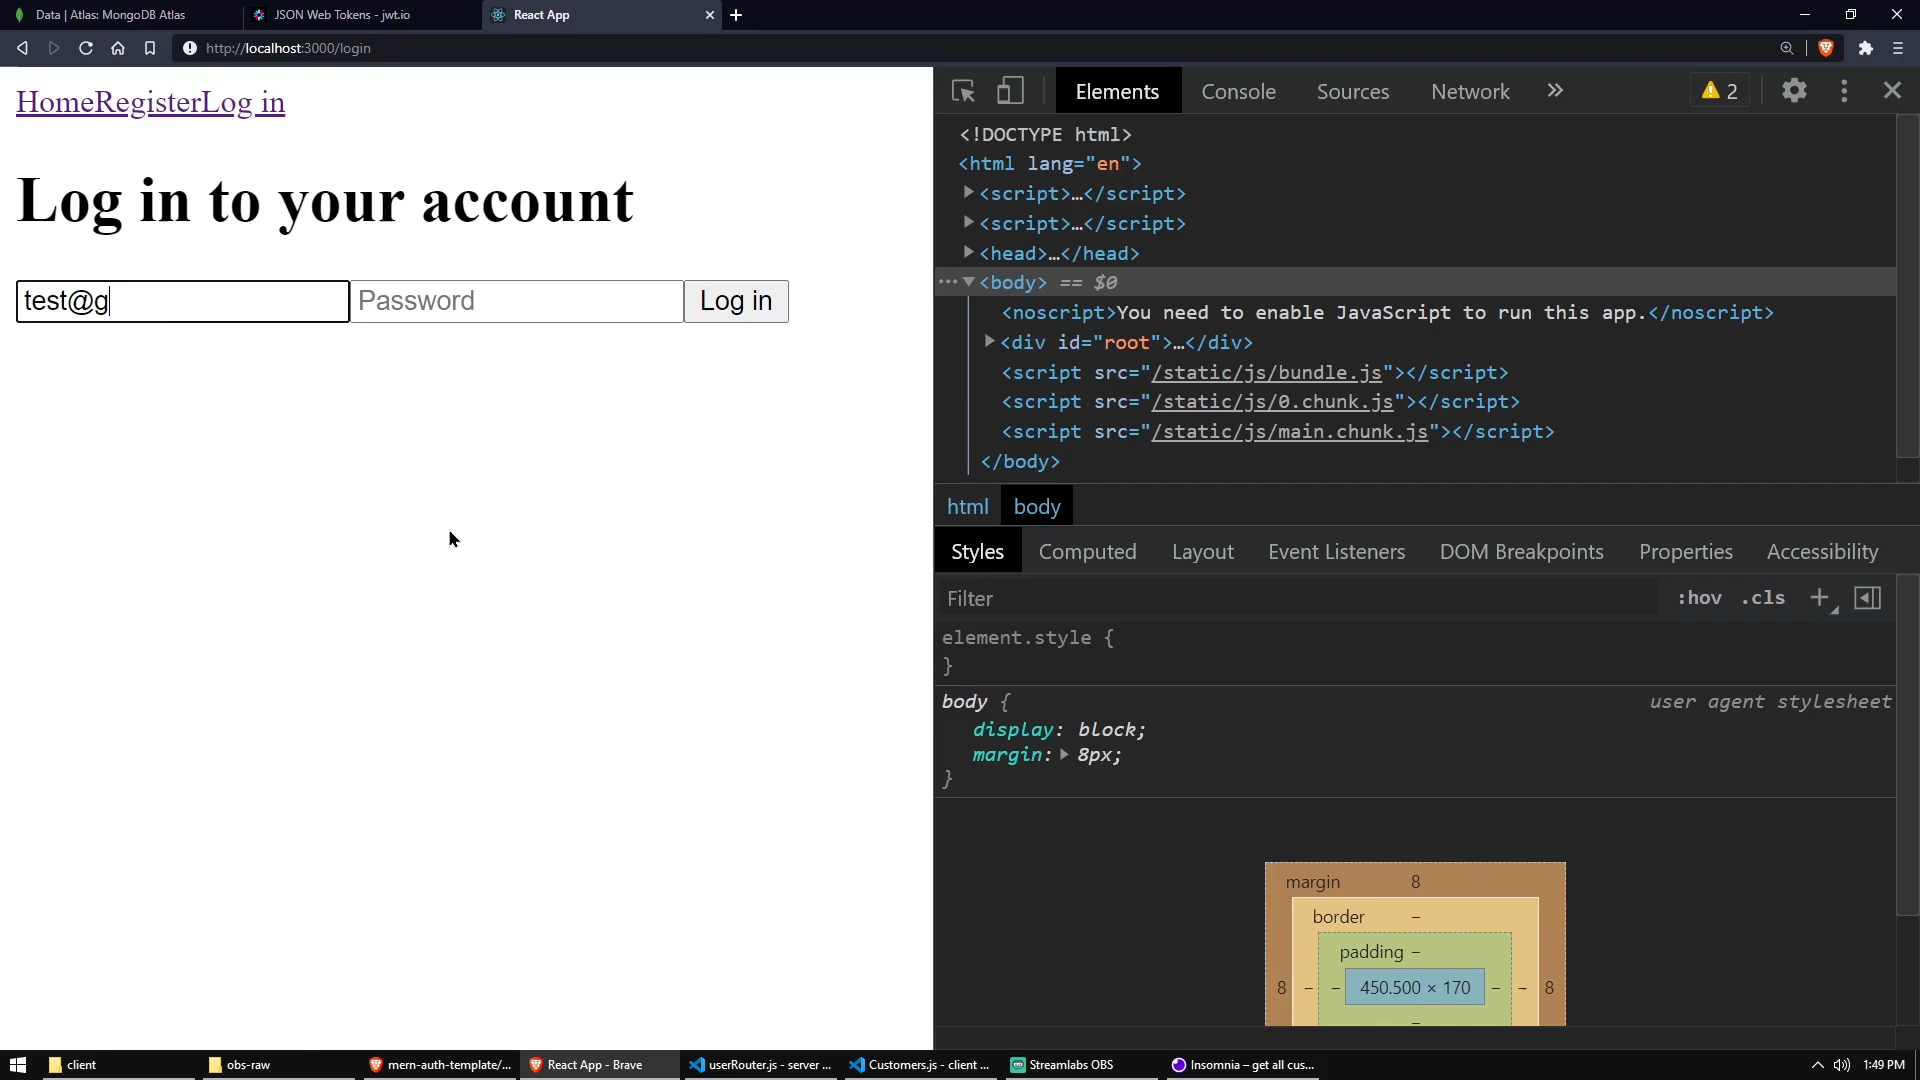 Data | Atlas: MongoDB Atlas
JSON Web Tokens - jwt.io
React App
http://localhost:3000/login
HomeRegisterLog in
Log in to your account
test@g
Password
Log in
Elements
Console
Sources
Network
2
<!DOCTYPE html>
<html lang="en">
<script>…</script>
<script>…</script>
<head>…</head>
<body> == $0
<noscript>You need to enable JavaScript to run this app.</noscript>
<div id="root">…</div>
<script src="/static/js/bundle.js"></script>
<script src="/static/js/0.chunk.js"></script>
<script src="/static/js/main.chunk.js"></script>
</body>
html body
Styles Computed Layout Event Listeners DOM Breakpoints Properties Accessibility
Filter
:hov .cls
element.style {
}
body {
user agent stylesheet
display: block;
margin: 8px;
}
margin 8
border –
padding –
8 – – 450.500 × 170 – – 8
–
client
obs-raw
mern-auth-template/...
React App - Brave
userRouter.js - server ...
Customers.js - client ...
Streamlabs OBS
Insomnia – get all cus...
1:49 PM